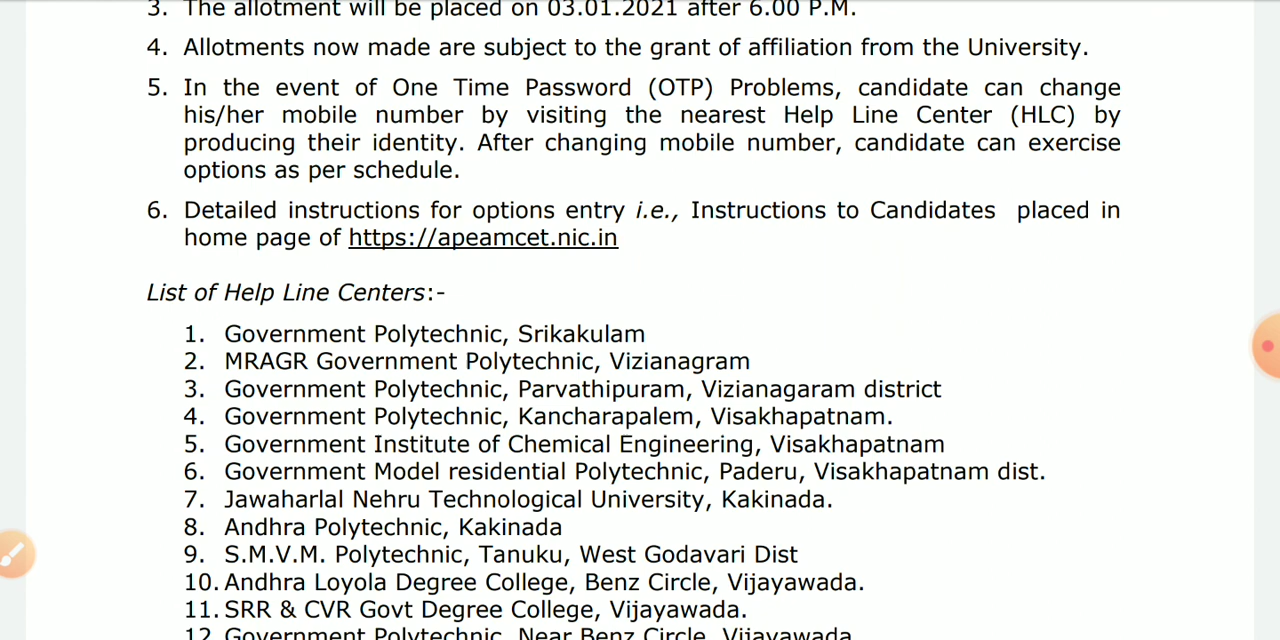 3. The allotment will be placed on 03.01.2021 after 6.00 P.M.
4. Allotments now made are subject to the grant of affiliation from the University.
5. In the event of One Time Password (OTP) Problems, candidate can change
his/her mobile number by visiting the nearest Help Line Center (HLC) by
producing their identity. After changing mobile number, candidate can exercise
options as per schedule.
6. Detailed instructions for options entry i.e., Instructions to Candidates placed in
home page of https://apeamcet.nic.in
List of Help Line Centers:-
1. Government Polytechnic, Srikakulam
2. MRAGR Government Polytechnic, Vizianagram
3. Government Polytechnic, Parvathipuram, Vizianagaram district
4. Government Polytechnic, Kancharapalem, Visakhapatnam.
5. Government Institute of Chemical Engineering, Visakhapatnam
6. Government Model residential Polytechnic, Paderu, Visakhapatnam dist.
7. Jawaharlal Nehru Technological University, Kakinada.
8. Andhra Polytechnic, Kakinada
9. S.M.V.M. Polytechnic, Tanuku, West Godavari Dist
10. Andhra Loyola Degree College, Benz Circle, Vijayawada.
11. SRR & CVR Govt Degree College, Vijayawada.
12. Government Polytechnic, Near Benz Circle, Vijayawada